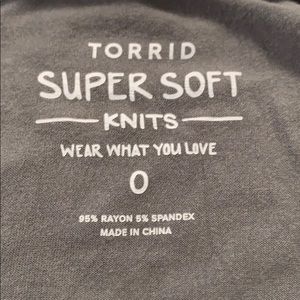 TORRID
SUPER SOFT
KNITS
WEAR WHAT YOU LOVE
0
95% RAYON 5% SPANDEX
MADE IN CHINA